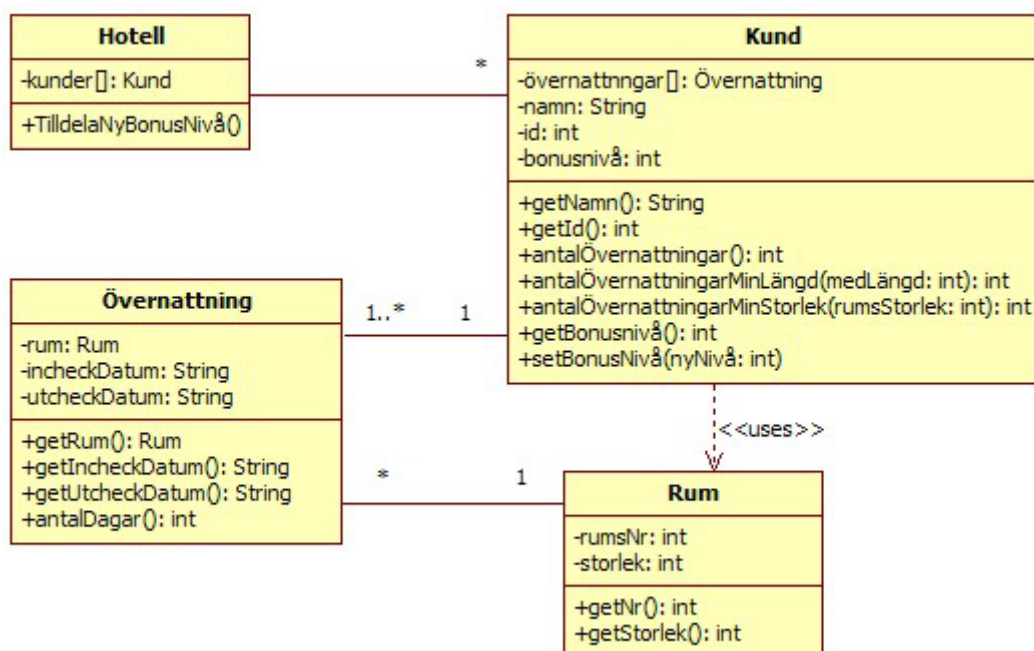 Hotell
-kunder[]: Kund
+TilldelaNyBonusNivå()
*
Kund
-övernattnngar[]: Övernattning
-namn: String
-id: int
-bonusnivå: int
+getNamn(): String
+getId(): int
+antalÖvernattningar(): int
+antalÖvernattningarMinLängd(medLängd: int): int
+antalÖvernattningarMinStorlek(rumsStorlek: int): int
+getBonusnivå(): int
+setBonusNivå(nyNivå: int)
Övernattning
-rum: Rum
-incheckDatum: String
-utcheckDatum: String
+getRum(): Rum
+getIncheckDatum(): String
+getUtcheckDatum(): String
+antalDagar(): int
1..* 1
<<uses>>
* 1
Rum
-rumsNr: int
-storlek: int
+getNr(): int
+getStorlek(): int